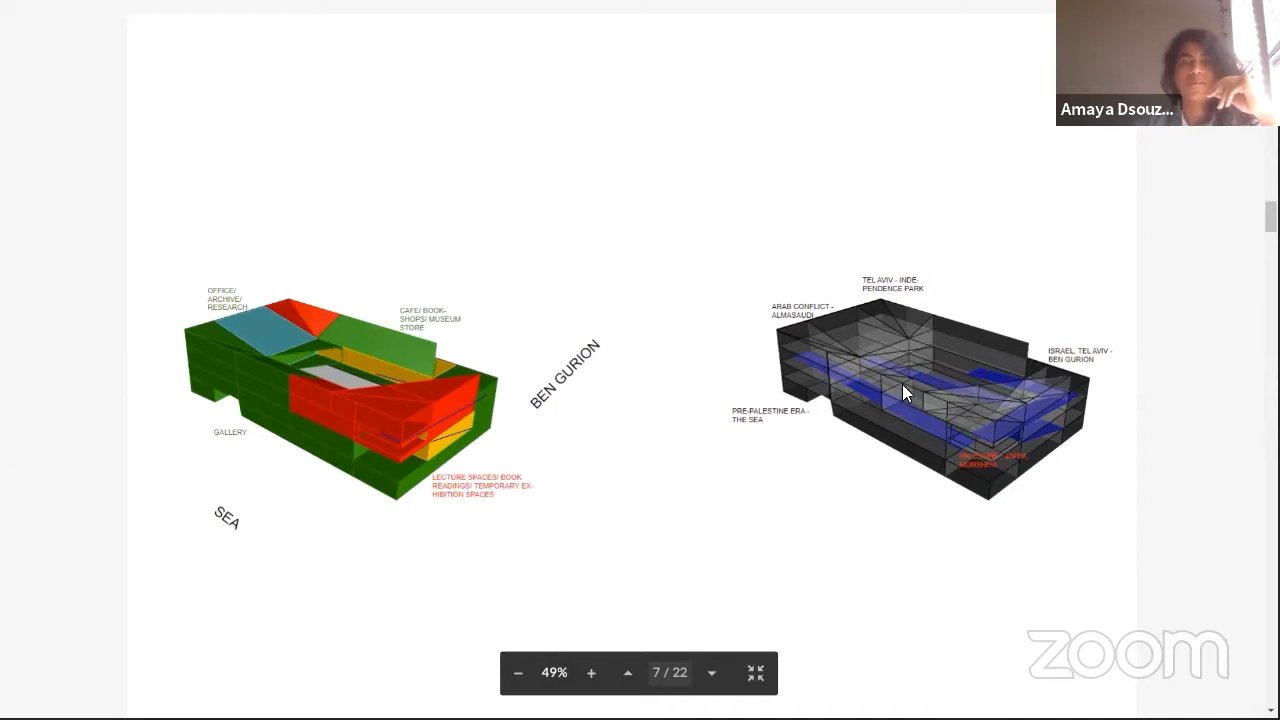 Amaya Dsouz...
OFFICE/
ARCHIVE/
RESEARCH
CAFE/ BOOK-
SHOPS/ MUSEUM
STORE
BEN GURION
GALLERY
LECTURE SPACES/ BOOK
READINGS/ TEMPORARY EX-
HIBITION SPACES
SEA
TEL AVIV - INDE-
PENDENCE PARK
ARAB CONFLICT -
ALMASAUDI
ISRAEL, TEL AVIV -
BEN GURION
PRE-PALESTINE ERA -
THE SEA
MUNSHIYA
49%
7 / 22
zoom